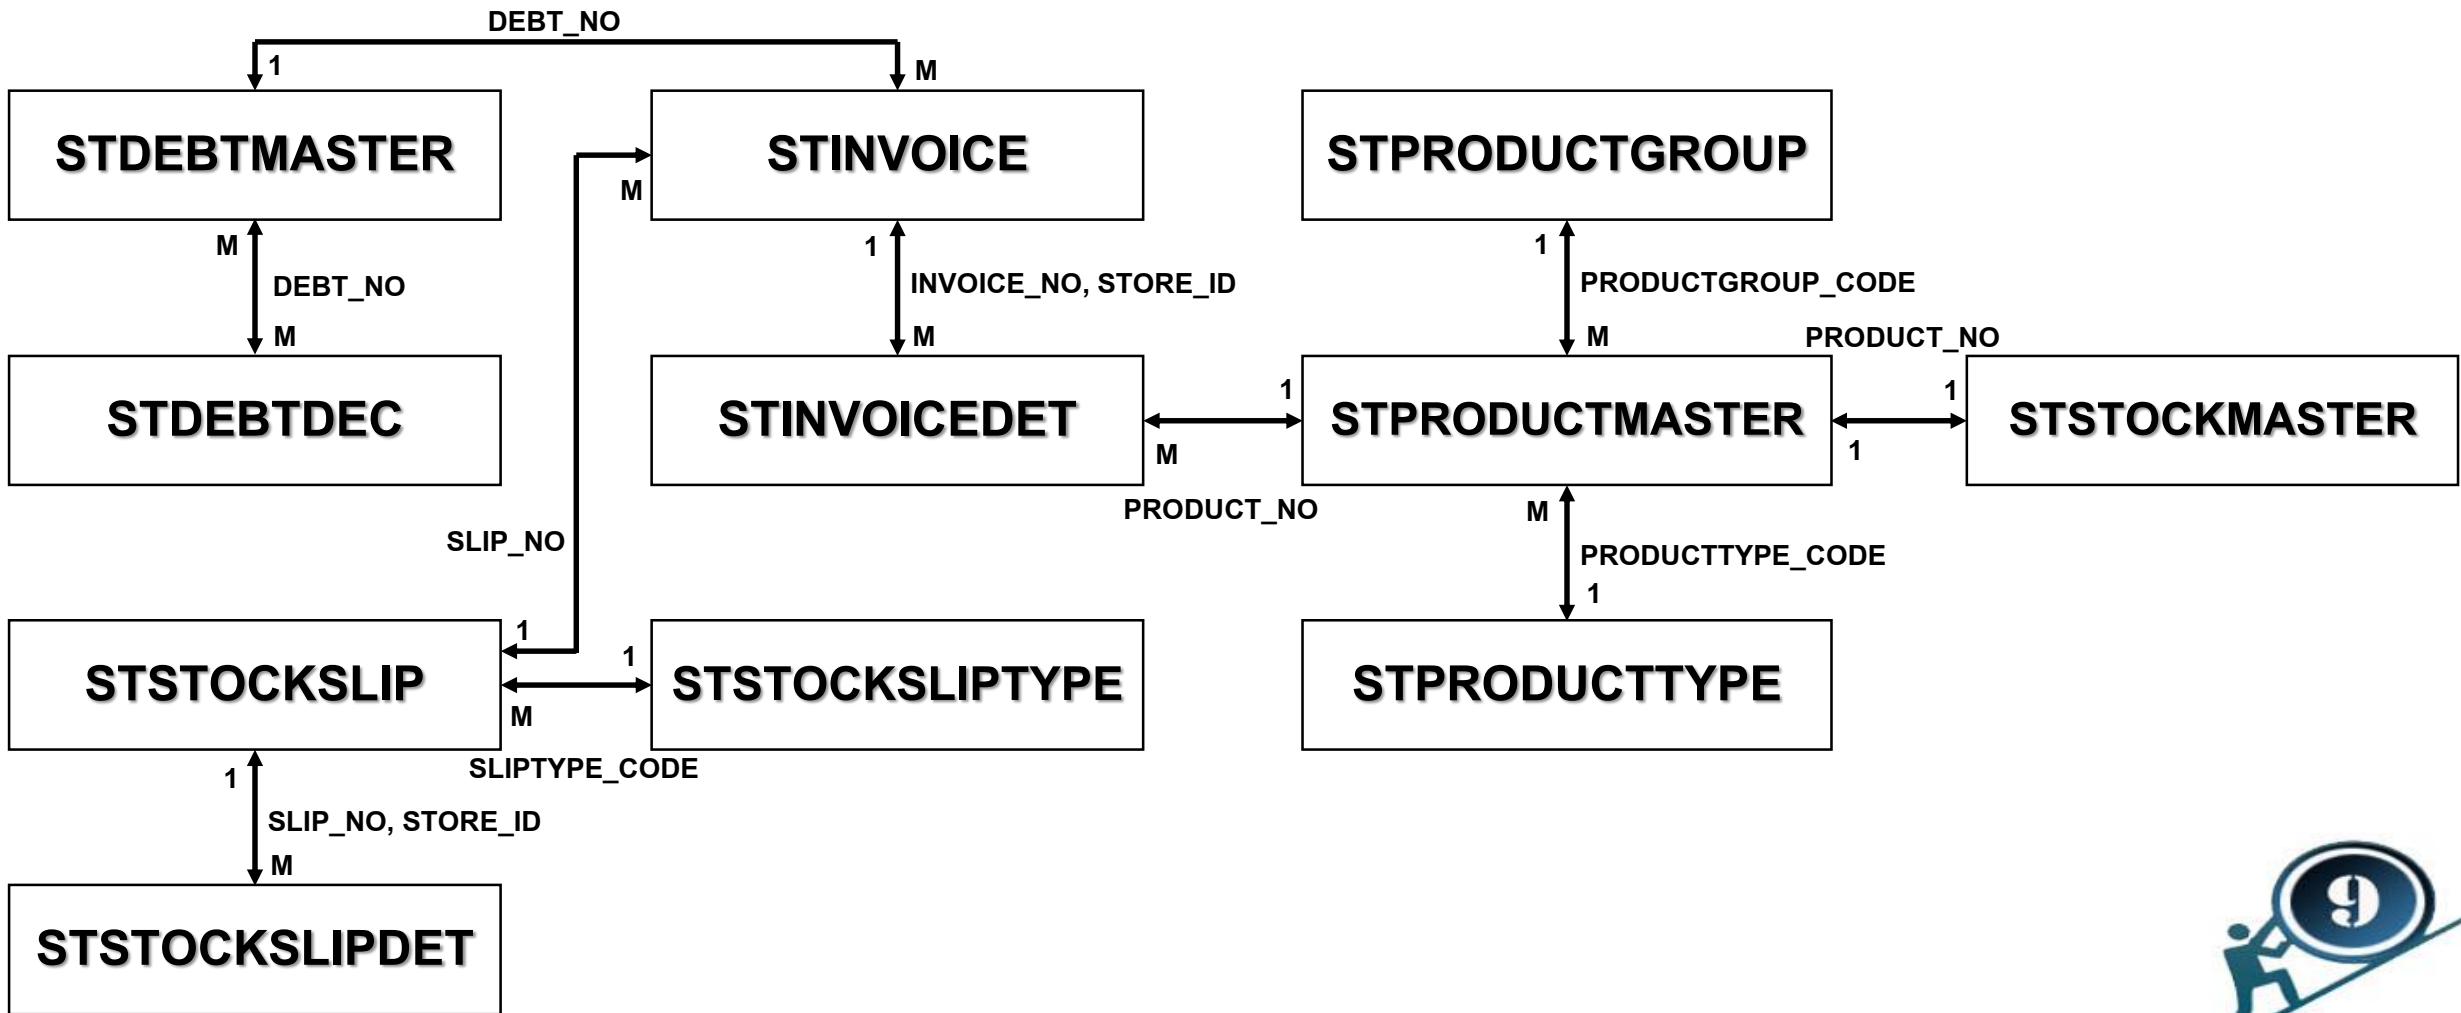 DEBT_NO
1
M
STDEBTMASTER
STINVOICE
STPRODUCTGROUP
M
M
1
1
DEBT_NO
INVOICE_NO, STORE_ID
PRODUCTGROUP_CODE
M
M
M
PRODUCT_NO
STDEBTDEC
STINVOICEDET
1
STPRODUCTMASTER
1
STSTOCKMASTER
M
1
PRODUCT_NO
M
SLIP_NO
PRODUCTTYPE_CODE
1
1
1
STSTOCKSLIP
STSTOCKSLIPTYPE
STPRODUCTTYPE
M
SLIPTYPE_CODE
1
SLIP_NO, STORE_ID
M
STSTOCKSLIPDET
9